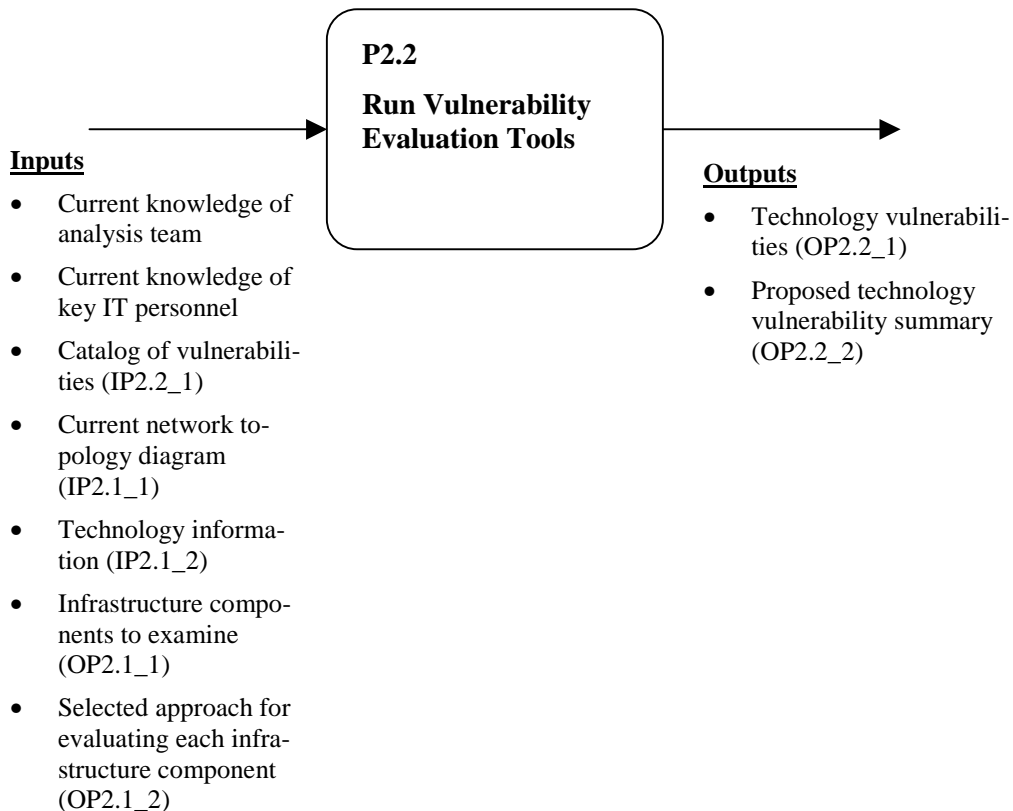 P2.2
Run Vulnerability
Evaluation Tools
Inputs
• Current knowledge of
analysis team
• Current knowledge of
key IT personnel
• Catalog of vulnerabili-
ties (IP2.2_1)
• Current network to-
pology diagram
(IP2.1_1)
• Technology informa-
tion (IP2.1_2)
• Infrastructure compo-
nents to examine
(OP2.1_1)
• Selected approach for
evaluating each infra-
structure component
(OP2.1_2)
Outputs
• Technology vulnerabili-
ties (OP2.2_1)
• Proposed technology
vulnerability summary
(OP2.2_2)